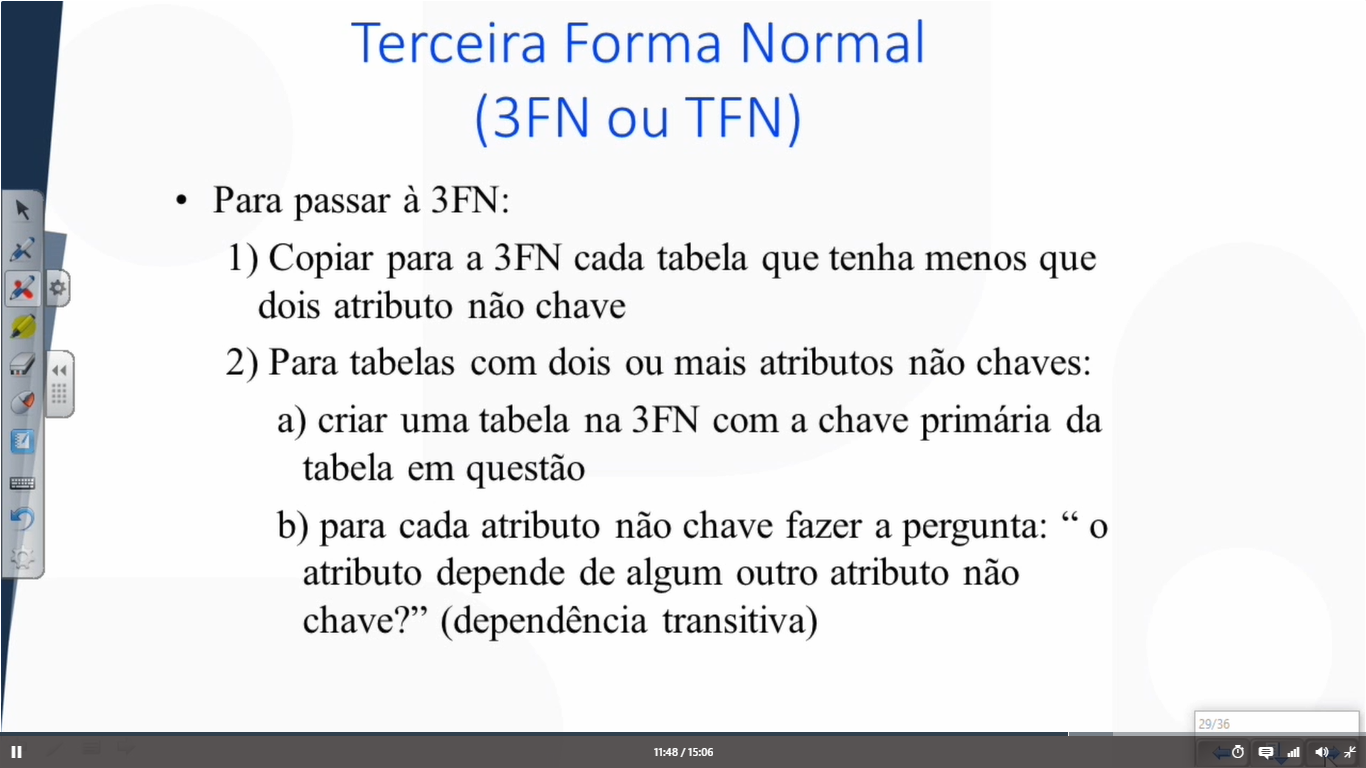 Terceira Forma Normal
(3FN ou TFN)
• Para passar à 3FN:
1) Copiar para a 3FN cada tabela que tenha menos que
dois atributo não chave
2) Para tabelas com dois ou mais atributos não chaves:
a) criar uma tabela na 3FN com a chave primária da
tabela em questão
b) para cada atributo não chave fazer a pergunta: “ o
atributo depende de algum outro atributo não
chave?” (dependência transitiva)
29/36
11:48 / 15:06